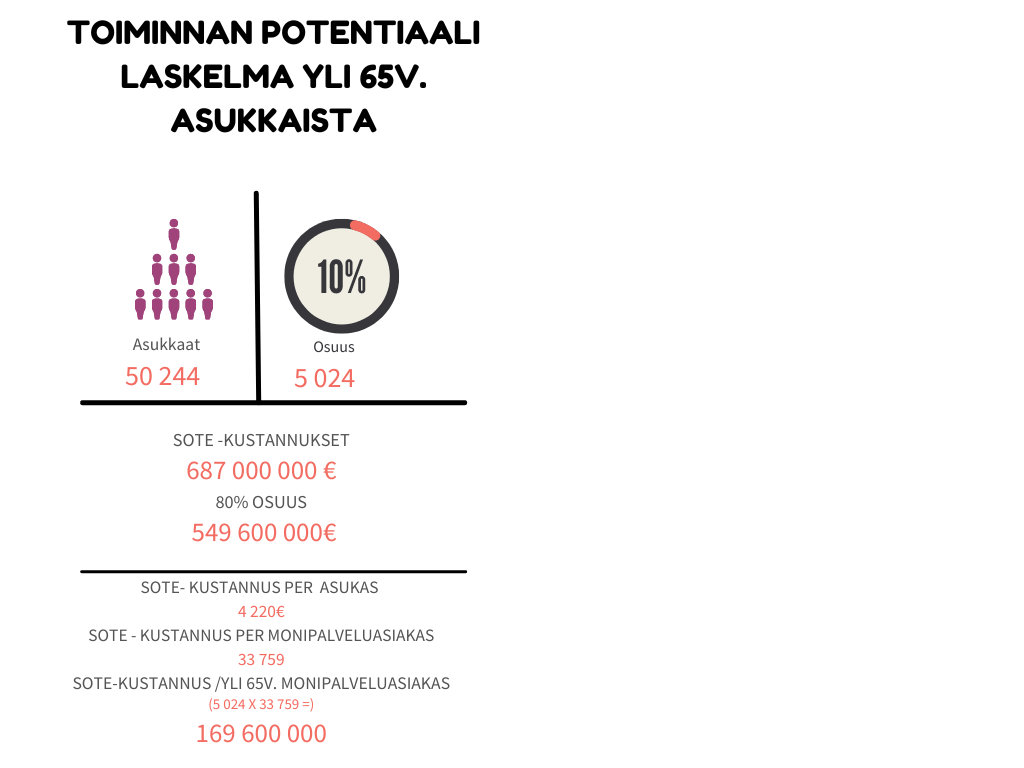 TOIMINNAN POTENTIAALI
LASKELMA YLI 65V.
ASUKKAISTA
10%
Asukkaat
50 244
Osuus
5 024
SOTE -KUSTANNUKSET
687 000 000 €
80% OSUUS
549 600 000€
SOTE- KUSTANNUS PER ASUKAS
4 220€
SOTE - KUSTANNUS PER MONIPALVELUASIAKAS
33 759
SOTE-KUSTANNUS /YLI 65V. MONIPALVELUASIAKAS
(5 024 X 33 759 =)
169 600 000